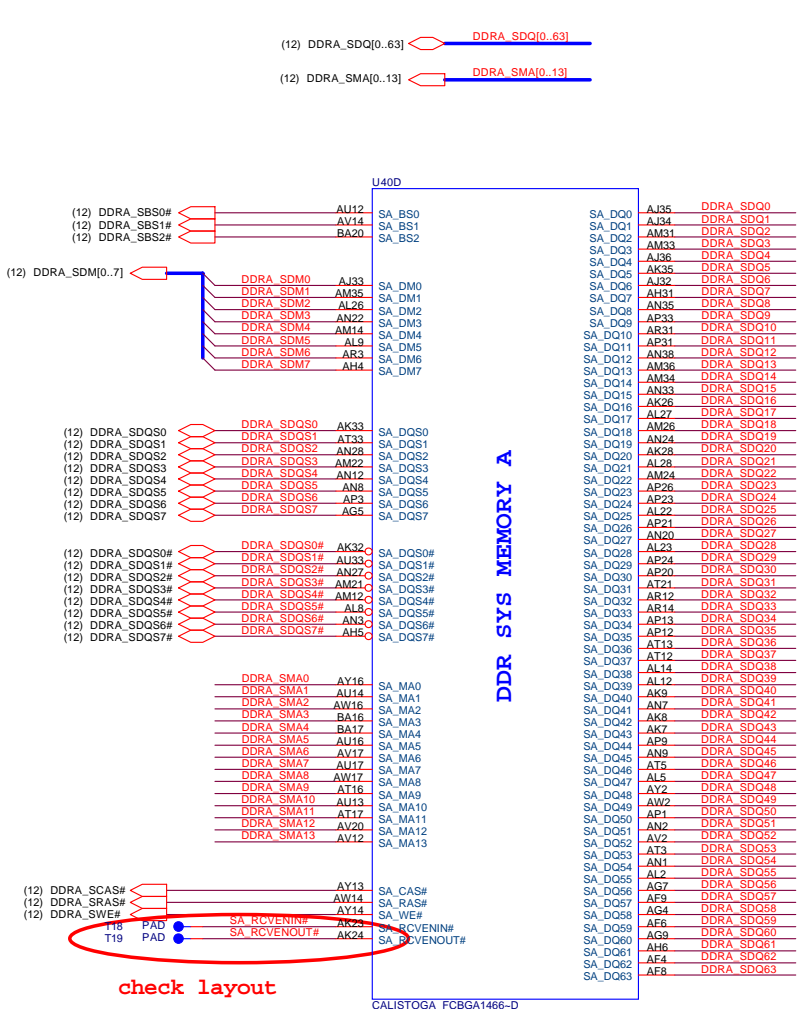 (12) DDRA_SDQ[0..63] DDRA_SDQ[0..63]
(12) DDRA_SMA[0..13] DDRA_SMA[0..13]
U40D
(12) DDRA_SBS0# AU12 SA_BS0
(12) DDRA_SBS1# AV14 SA_BS1
(12) DDRA_SBS2# BA20 SA_BS2
(12) DDRA_SDM[0..7]
DDRA_SDM0 AJ33 SA_DM0
DDRA_SDM1 AM35 SA_DM1
DDRA_SDM2 AL26 SA_DM2
DDRA_SDM3 AN22 SA_DM3
DDRA_SDM4 AM14 SA_DM4
DDRA_SDM5 AL9 SA_DM5
DDRA_SDM6 AR3 SA_DM6
DDRA_SDM7 AH4 SA_DM7
(12) DDRA_SDQS0 DDRA_SDQS0 AK33 SA_DQS0
(12) DDRA_SDQS1 DDRA_SDQS1 AT33 SA_DQS1
(12) DDRA_SDQS2 DDRA_SDQS2 AN28 SA_DQS2
(12) DDRA_SDQS3 DDRA_SDQS3 AM22 SA_DQS3
(12) DDRA_SDQS4 DDRA_SDQS4 AN12 SA_DQS4
(12) DDRA_SDQS5 DDRA_SDQS5 AN8 SA_DQS5
(12) DDRA_SDQS6 DDRA_SDQS6 AP3 SA_DQS6
(12) DDRA_SDQS7 DDRA_SDQS7 AG5 SA_DQS7
(12) DDRA_SDQS0# DDRA_SDQS0# AK32 SA_DQS0#
(12) DDRA_SDQS1# DDRA_SDQS1# AU33 SA_DQS1#
(12) DDRA_SDQS2# DDRA_SDQS2# AN27 SA_DQS2#
(12) DDRA_SDQS3# DDRA_SDQS3# AM21 SA_DQS3#
(12) DDRA_SDQS4# DDRA_SDQS4# AM12 SA_DQS4#
(12) DDRA_SDQS5# DDRA_SDQS5# AL8 SA_DQS5#
(12) DDRA_SDQS6# DDRA_SDQS6# AN3 SA_DQS6#
(12) DDRA_SDQS7# DDRA_SDQS7# AH5 SA_DQS7#
DDRA_SMA0 AY16 SA_MA0
DDRA_SMA1 AU14 SA_MA1
DDRA_SMA2 AW16 SA_MA2
DDRA_SMA3 BA16 SA_MA3
DDRA_SMA4 BA17 SA_MA4
DDRA_SMA5 AU16 SA_MA5
DDRA_SMA6 AV17 SA_MA6
DDRA_SMA7 AU17 SA_MA7
DDRA_SMA8 AW17 SA_MA8
DDRA_SMA9 AT16 SA_MA9
DDRA_SMA10 AU13 SA_MA10
DDRA_SMA11 AT17 SA_MA11
DDRA_SMA12 AV20 SA_MA12
DDRA_SMA13 AV12 SA_MA13
(12) DDRA_SCAS# AY13 SA_CAS#
(12) DDRA_SRAS# AW14 SA_RAS#
(12) DDRA_SWE# AY14 SA_WE#
T18 PAD SA_RCVENIN# AK23 SA_RCVENIN#
T19 PAD SA_RCVENOUT# AK24 SA_RCVENOUT#
check layout
DDR SYS MEMORY A
SA_DQ0 AJ35 DDRA_SDQ0
SA_DQ1 AJ34 DDRA_SDQ1
SA_DQ2 AM31 DDRA_SDQ2
SA_DQ3 AM33 DDRA_SDQ3
SA_DQ4 AJ36 DDRA_SDQ4
SA_DQ5 AK35 DDRA_SDQ5
SA_DQ6 AJ32 DDRA_SDQ6
SA_DQ7 AH31 DDRA_SDQ7
SA_DQ8 AN35 DDRA_SDQ8
SA_DQ9 AP33 DDRA_SDQ9
SA_DQ10 AR31 DDRA_SDQ10
SA_DQ11 AP31 DDRA_SDQ11
SA_DQ12 AN38 DDRA_SDQ12
SA_DQ13 AM36 DDRA_SDQ13
SA_DQ14 AM34 DDRA_SDQ14
SA_DQ15 AN33 DDRA_SDQ15
SA_DQ16 AK26 DDRA_SDQ16
SA_DQ17 AL27 DDRA_SDQ17
SA_DQ18 AM26 DDRA_SDQ18
SA_DQ19 AN24 DDRA_SDQ19
SA_DQ20 AK28 DDRA_SDQ20
SA_DQ21 AL28 DDRA_SDQ21
SA_DQ22 AM24 DDRA_SDQ22
SA_DQ23 AP26 DDRA_SDQ23
SA_DQ24 AP23 DDRA_SDQ24
SA_DQ25 AL22 DDRA_SDQ25
SA_DQ26 AP21 DDRA_SDQ26
SA_DQ27 AN20 DDRA_SDQ27
SA_DQ28 AL23 DDRA_SDQ28
SA_DQ29 AP24 DDRA_SDQ29
SA_DQ30 AP20 DDRA_SDQ30
SA_DQ31 AT21 DDRA_SDQ31
SA_DQ32 AR12 DDRA_SDQ32
SA_DQ33 AR14 DDRA_SDQ33
SA_DQ34 AP13 DDRA_SDQ34
SA_DQ35 AP12 DDRA_SDQ35
SA_DQ36 AT13 DDRA_SDQ36
SA_DQ37 AT12 DDRA_SDQ37
SA_DQ38 AL14 DDRA_SDQ38
SA_DQ39 AL12 DDRA_SDQ39
SA_DQ40 AK9 DDRA_SDQ40
SA_DQ41 AN7 DDRA_SDQ41
SA_DQ42 AK8 DDRA_SDQ42
SA_DQ43 AK7 DDRA_SDQ43
SA_DQ44 AP9 DDRA_SDQ44
SA_DQ45 AN9 DDRA_SDQ45
SA_DQ46 AT5 DDRA_SDQ46
SA_DQ47 AL5 DDRA_SDQ47
SA_DQ48 AY2 DDRA_SDQ48
SA_DQ49 AW2 DDRA_SDQ49
SA_DQ50 AP1 DDRA_SDQ50
SA_DQ51 AN2 DDRA_SDQ51
SA_DQ52 AV2 DDRA_SDQ52
SA_DQ53 AT3 DDRA_SDQ53
SA_DQ54 AN1 DDRA_SDQ54
SA_DQ55 AL2 DDRA_SDQ55
SA_DQ56 AG7 DDRA_SDQ56
SA_DQ57 AF9 DDRA_SDQ57
SA_DQ58 AG4 DDRA_SDQ58
SA_DQ59 AF6 DDRA_SDQ59
SA_DQ60 AG9 DDRA_SDQ60
SA_DQ61 AH6 DDRA_SDQ61
SA_DQ62 AF4 DDRA_SDQ62
SA_DQ63 AF8 DDRA_SDQ63
CALISTOGA_FCBGA1466~D